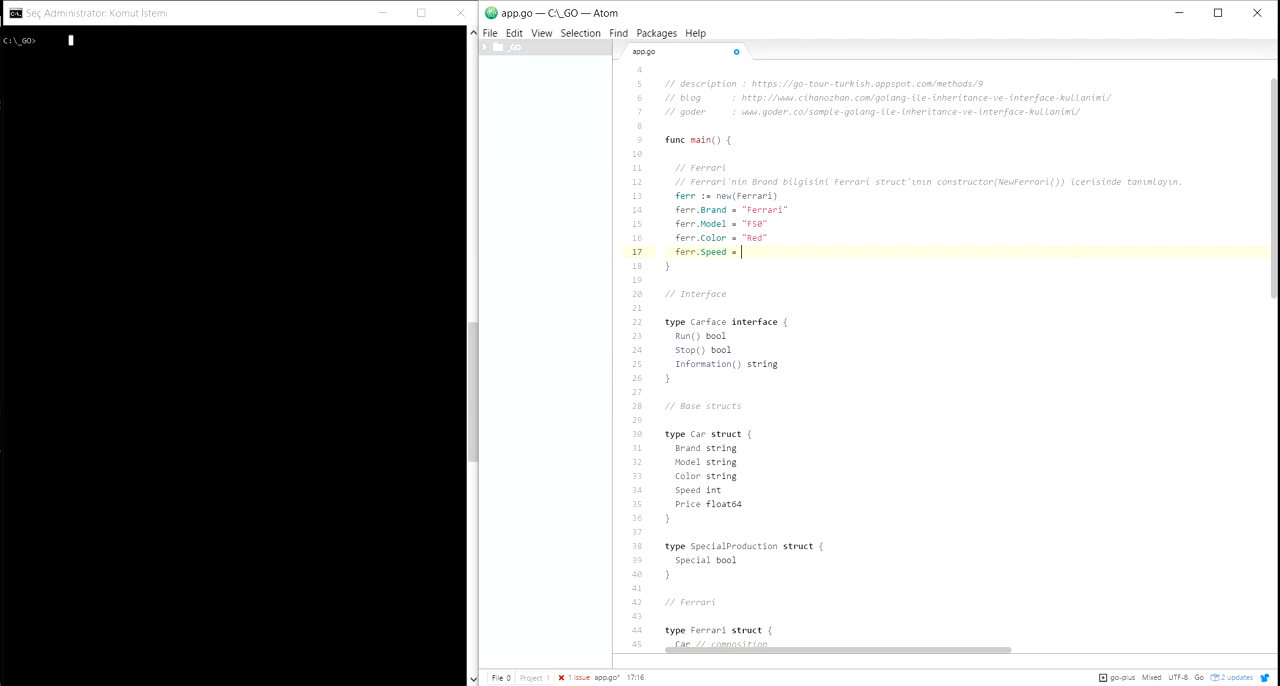 Seç Administrator: Komut İstemi
C:\_GO>
app.go — C:\_GO — Atom
File Edit View Selection Find Packages Help
_GO
app.go
4
5 // description : https://go-tour-turkish.appspot.com/methods/9
6 // blog : http://www.cihanozhan.com/golang-ile-inheritance-ve-interface-kullanimi/
7 // goder : www.goder.co/sample-golang-ile-inheritance-ve-interface-kullanimi/
8
9 func main() {
10
11 // Ferrari
12 // Ferrari'nin Brand bilgisini Ferrari struct'ının constructor(NewFerrari()) içerisinde tanımlayın.
13 ferr := new(Ferrari)
14 ferr.Brand = "Ferrari"
15 ferr.Model = "F50"
16 ferr.Color = "Red"
17 ferr.Speed =
18 }
19
20 // Interface
21
22 type Carface interface {
23 Run() bool
24 Stop() bool
25 Information() string
26 }
27
28 // Base structs
29
30 type Car struct {
31 Brand string
32 Model string
33 Color string
34 Speed int
35 Price float64
36 }
37
38 type SpecialProduction struct {
39 Special bool
40 }
41
42 // Ferrari
43
44 type Ferrari struct {
45 Car // composition
File 0 Project 1 1 Issue app.go* 17:16 go-plus Mixed UTF-8 Go 2 updates